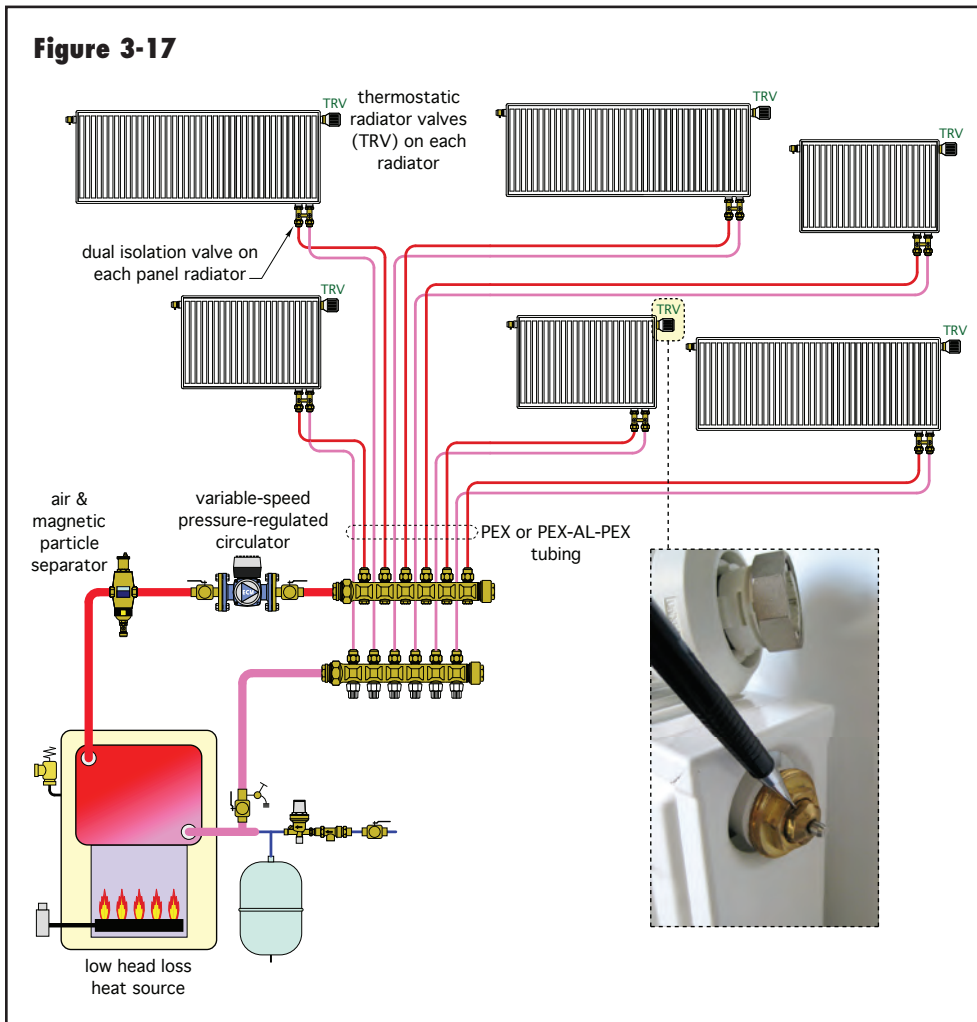 Figure 3-17
TRV
thermostatic
radiator valves
(TRV) on each
radiator
TRV
TRV
dual isolation valve on
each panel radiator
TRV
TRV
TRV
air &
magnetic
particle
separator
variable-speed
pressure-regulated
circulator
PEX or PEX-AL-PEX
tubing
ECM
low head loss
heat source